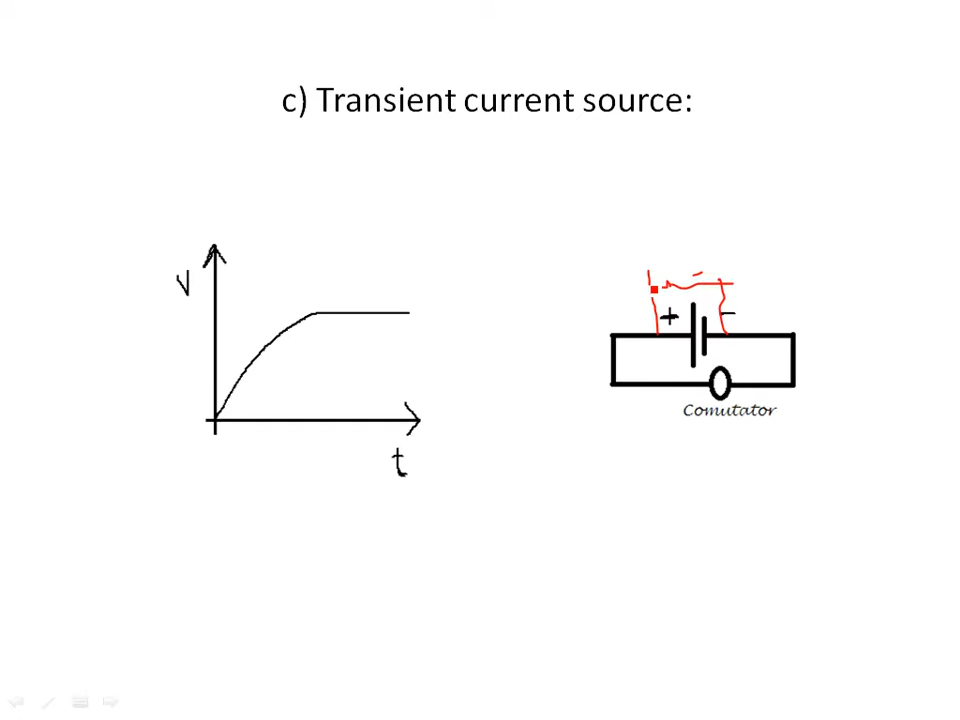 c) Transient current source:
V
+ -
Comutator
t